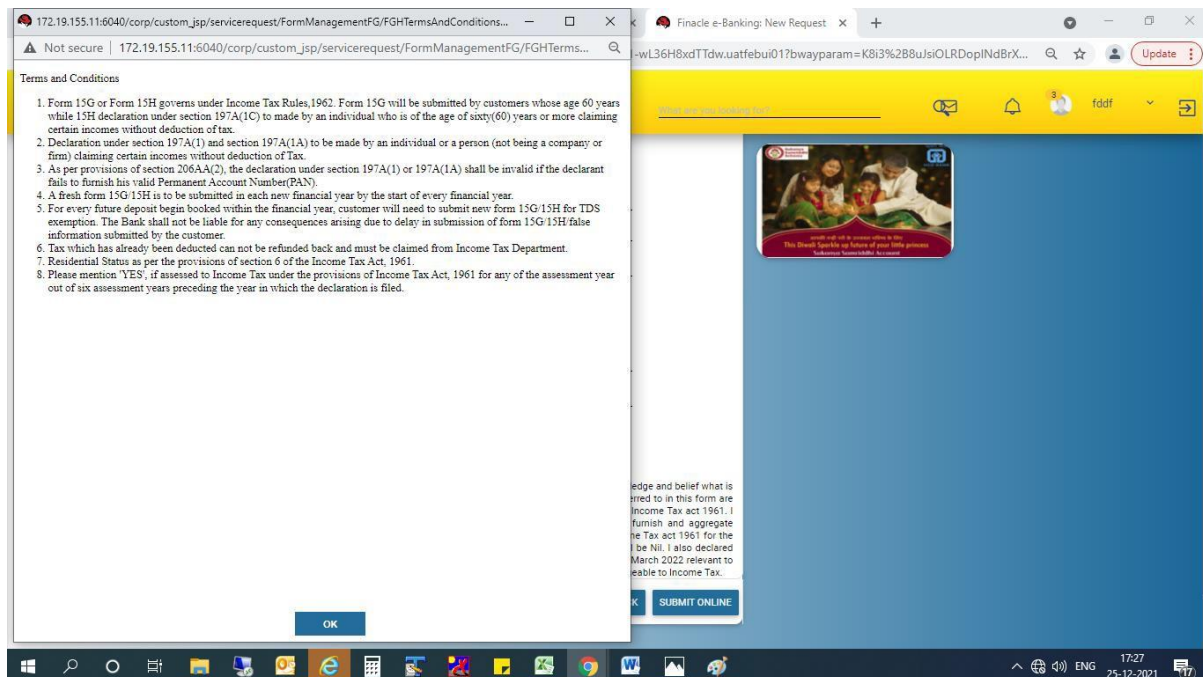 172.19.155.11:6040/corp/custom_jsp/servicerequest/FormManagementFG/FGHTermsAndConditions...
Finacle e-Banking: New Request
Not secure | 172.19.155.11:6040/corp/custom_jsp/servicerequest/FormManagementFG/FGHTerms...
-wL36H8xdTTdw.uatfebui01?bwayparam=K8i3%2B8uJsiOLRDopINdBrX...
Update
Terms and Conditions
1. Form 15G or Form 15H governs under Income Tax Rules,1962. Form 15G will be submitted by customers whose age 60 years
while 15H declaration under section 197A(1C) to made by an individual who is of the age of sixty(60) years or more claiming
certain incomes without deduction of tax.
2. Declaration under section 197A(1) and section 197A(1A) to be made by an individual or a person (not being a company or
firm) claiming certain incomes without deduction of Tax.
3. As per provisions of section 206AA(2), the declaration under section 197A(1) or 197A(1A) shall be invalid if the declarant
fails to furnish his valid Permanent Account Number(PAN).
4. A fresh form 15G/15H is to be submitted in each new financial year by the start of every financial year.
5. For every future deposit begin booked within the financial year, customer will need to submit new form 15G/15H for TDS
exemption. The Bank shall not be liable for any consequences arising due to delay in submission of form 15G/15H/false
information submitted by the customer.
6. Tax which has already been deducted can not be refunded back and must be claimed from Income Tax Department.
7. Residential Status as per the provisions of section 6 of the Income Tax Act, 1961.
8. Please mention 'YES', if assessed to Income Tax under the provisions of Income Tax Act, 1961 for any of the assessment year
out of six assessment years preceding the year in which the declaration is filed.
OK
What are you looking for?
3
fddf
This Diwali Sparkle up future of your little princess
Sukanya Samriddhi Account
edge and belief what is
erred to in this form are
Income Tax act 1961. I
furnish and aggregate
ne Tax act 1961 for the
l be Nil. I also declared
March 2022 relevant to
eable to Income Tax.
K
SUBMIT ONLINE
ENG
17:27
25-12-2021
17